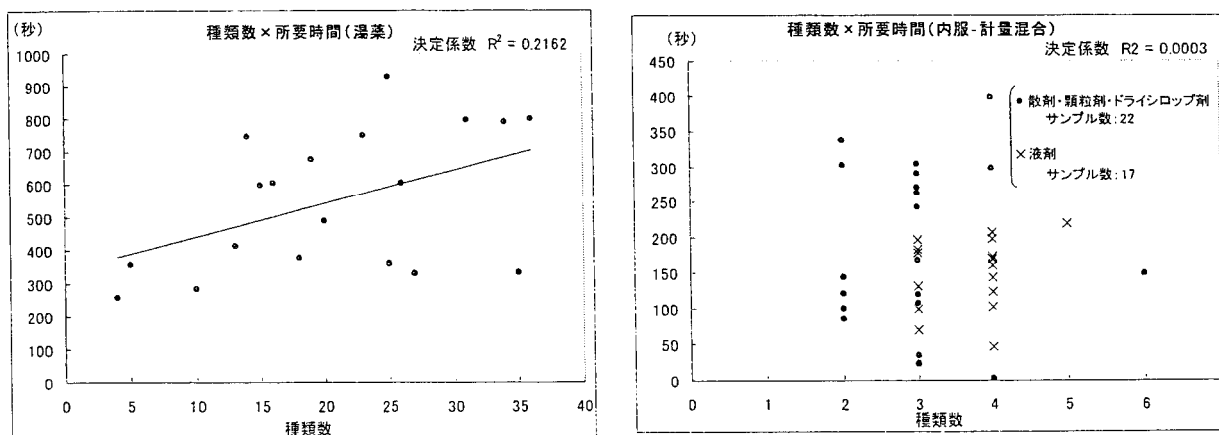 種類数×所要時間(湯薬)
(秒)
決定係数 R² = 0.2162
1000
900
800
700
600
500
400
300
200
100
0
0 5 10 15 20 25 30 35 40
種類数
種類数×所要時間(内服-計量混合)
(秒)
決定係数 R2 = 0.0003
450
400
350
300
250
200
150
100
50
0
散剤・顆粒剤・ドライシロップ剤
サンプル数:22
液剤
サンプル数:17
0 1 2 3 4 5 6
種類数